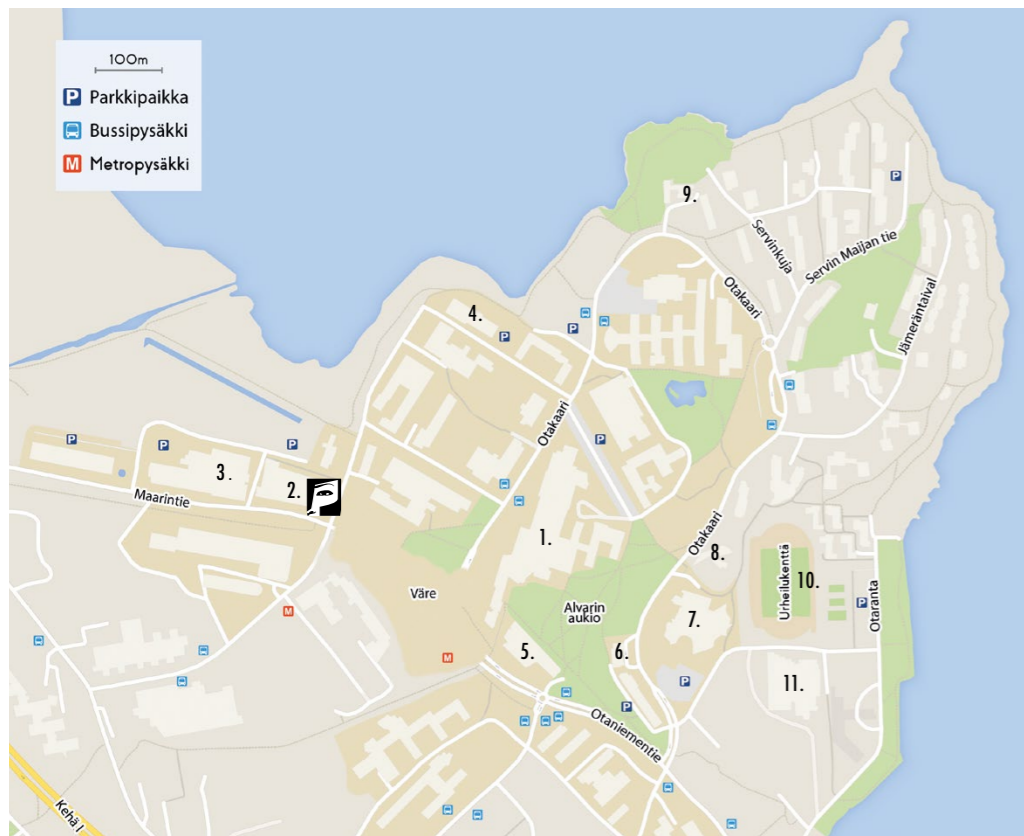 100m
P Parkkipaikka
Bussipysäkki
M Metropysäkki
9.
P
Servinkuja
Servin Maijan tie
Otakaari
4.
P
P
Jämeräntaival
Otakaari
P
P
P
P
3.
2.
Maarintie
1.
Otakaari
8.
Urheilukenttä
10.
P
Otaranta
Väre
Alvarin
aukio
M
7.
5.
6.
M
P
11.
P
Otaniementie
Kehä I